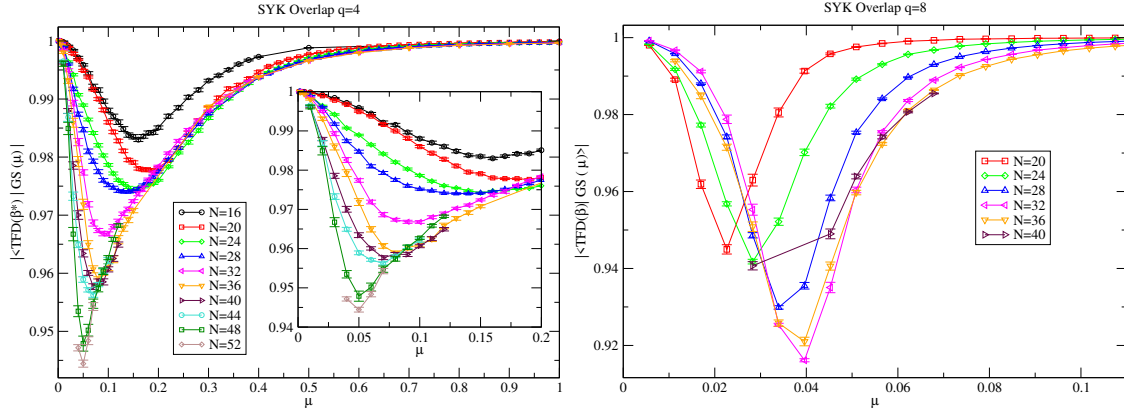 SYK Overlap q=4
|<TFD(β*) | GS (μ)>|
1
0.99
0.98
0.97
0.96
0.95
0 0.1 0.2 0.3 0.4 0.5 0.6 0.7 0.8 0.9 1
μ
N=16
N=20
N=24
N=28
N=32
N=36
N=40
N=44
N=48
N=52
1
0.99
0.98
0.97
0.96
0.95
0.94
0 0.05 0.1 0.15 0.2
μ
SYK Overlap q=8
|<TFD(β)| GS ( μ)>|
1
0.98
0.96
0.94
0.92
0 0.02 0.04 0.06 0.08 0.1
μ
N=20
N=24
N=28
N=32
N=36
N=40